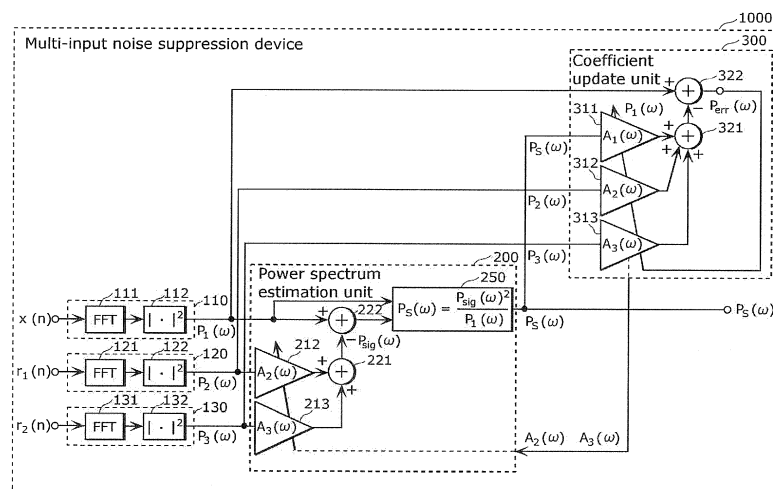 1000
Multi-input noise suppression device
300
Coefficient update unit
322
+
+
−
Perr(ω)
311
P1(ω)
+
321
PS(ω)
A1(ω)
+
+
312
P2(ω)
A2(ω)
313
P3(ω)
A3(ω)
200
Power spectrum estimation unit
250
111
112
110
x(n)
FFT
|·|²
P1(ω)
+
+
222
PS(ω) = Psig(ω)² / P1(ω)
PS(ω)
PS(ω)
− Psig(ω)
121
122
120
212
221
r1(n)
FFT
|·|²
P2(ω)
A2(ω)
+
+
+
131
132
130
213
r2(n)
FFT
|·|²
P3(ω)
A3(ω)
A2(ω) A3(ω)